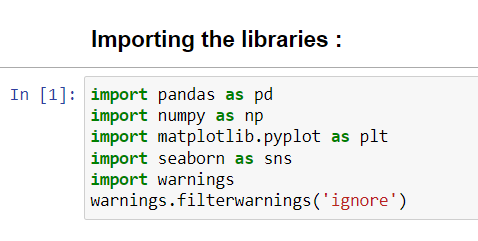 Importing the libraries :
In [1]: import pandas as pd
import numpy as np
import matplotlib.pyplot as plt
import seaborn as sns
import warnings
warnings.filterwarnings('ignore')